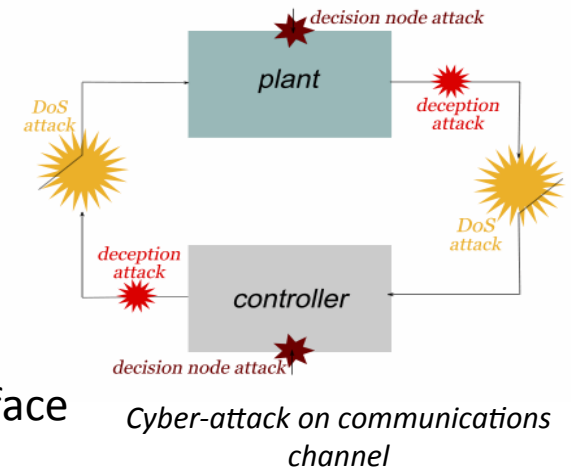 decision node attack
plant
DoS
attack
deception
attack
DoS
attack
deception
attack
controller
decision node attack
face
Cyber-attack on communications
channel